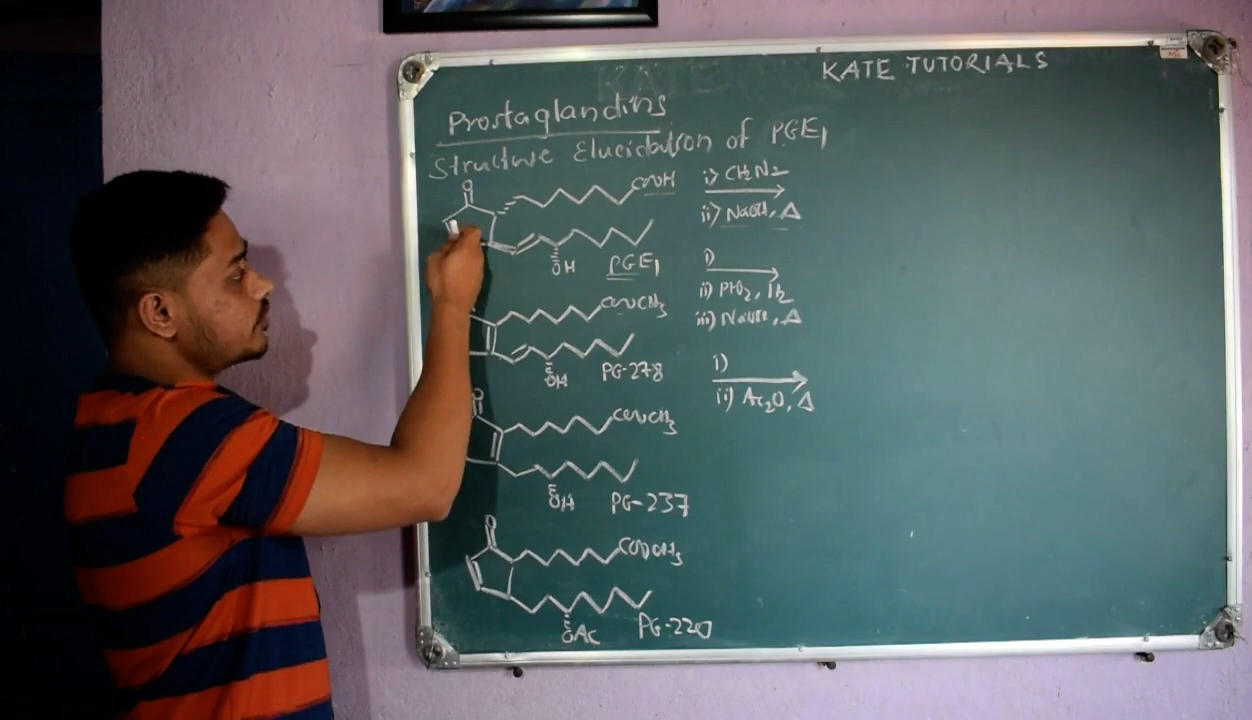 KATE TUTORIALS
Prostaglandins
Structure Elucidation of PGE1
O
COOH
OH
PGE1
i) CH2N2
ii) NaOH, Δ
COOCH3
OH
PG-278
i)
ii) PtO2, H2
iii) NaOH, Δ
O
COOCH3
OH
PG-237
i)
ii) Ac2O, Δ
O
COOCH3
OAc
PG-220